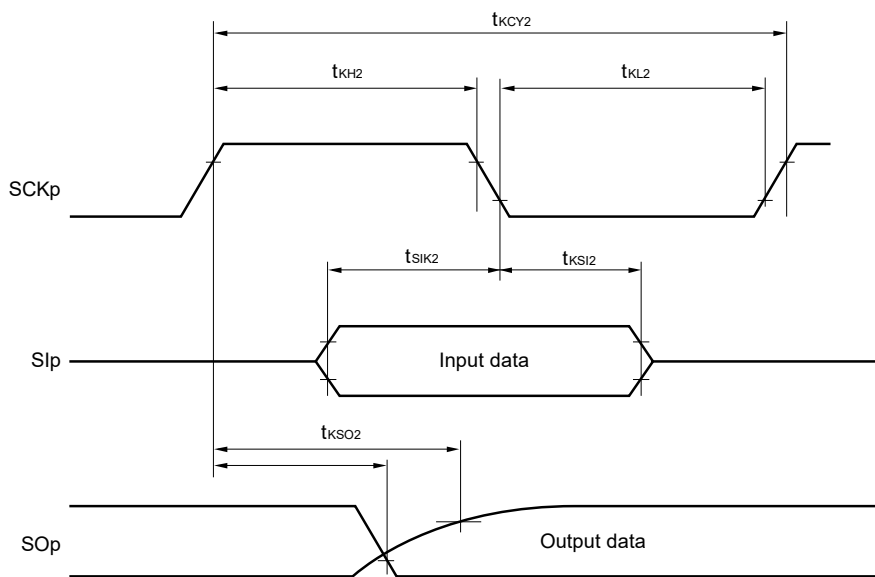 tKCY2
tKH2
tKL2
SCKp
tSIK2
tKSI2
SIp
Input data
tKSO2
SOp
Output data